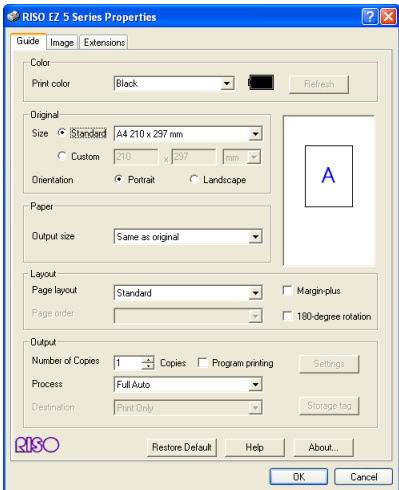 RISO EZ 5 Series Properties
Guide Image Extensions
Color
Print color Black Refresh
Original
Size Standard A4 210 x 297 mm
Custom 210 x 297 mm
Orientation Portrait Landscape
A
Paper
Output size Same as original
Layout
Page layout Standard Margin-plus
Page order 180-degree rotation
Output
Number of Copies 1 Copies Program printing Settings
Process Full Auto
Destination Print Only Storage tag
RISO Restore Default Help About...
OK Cancel